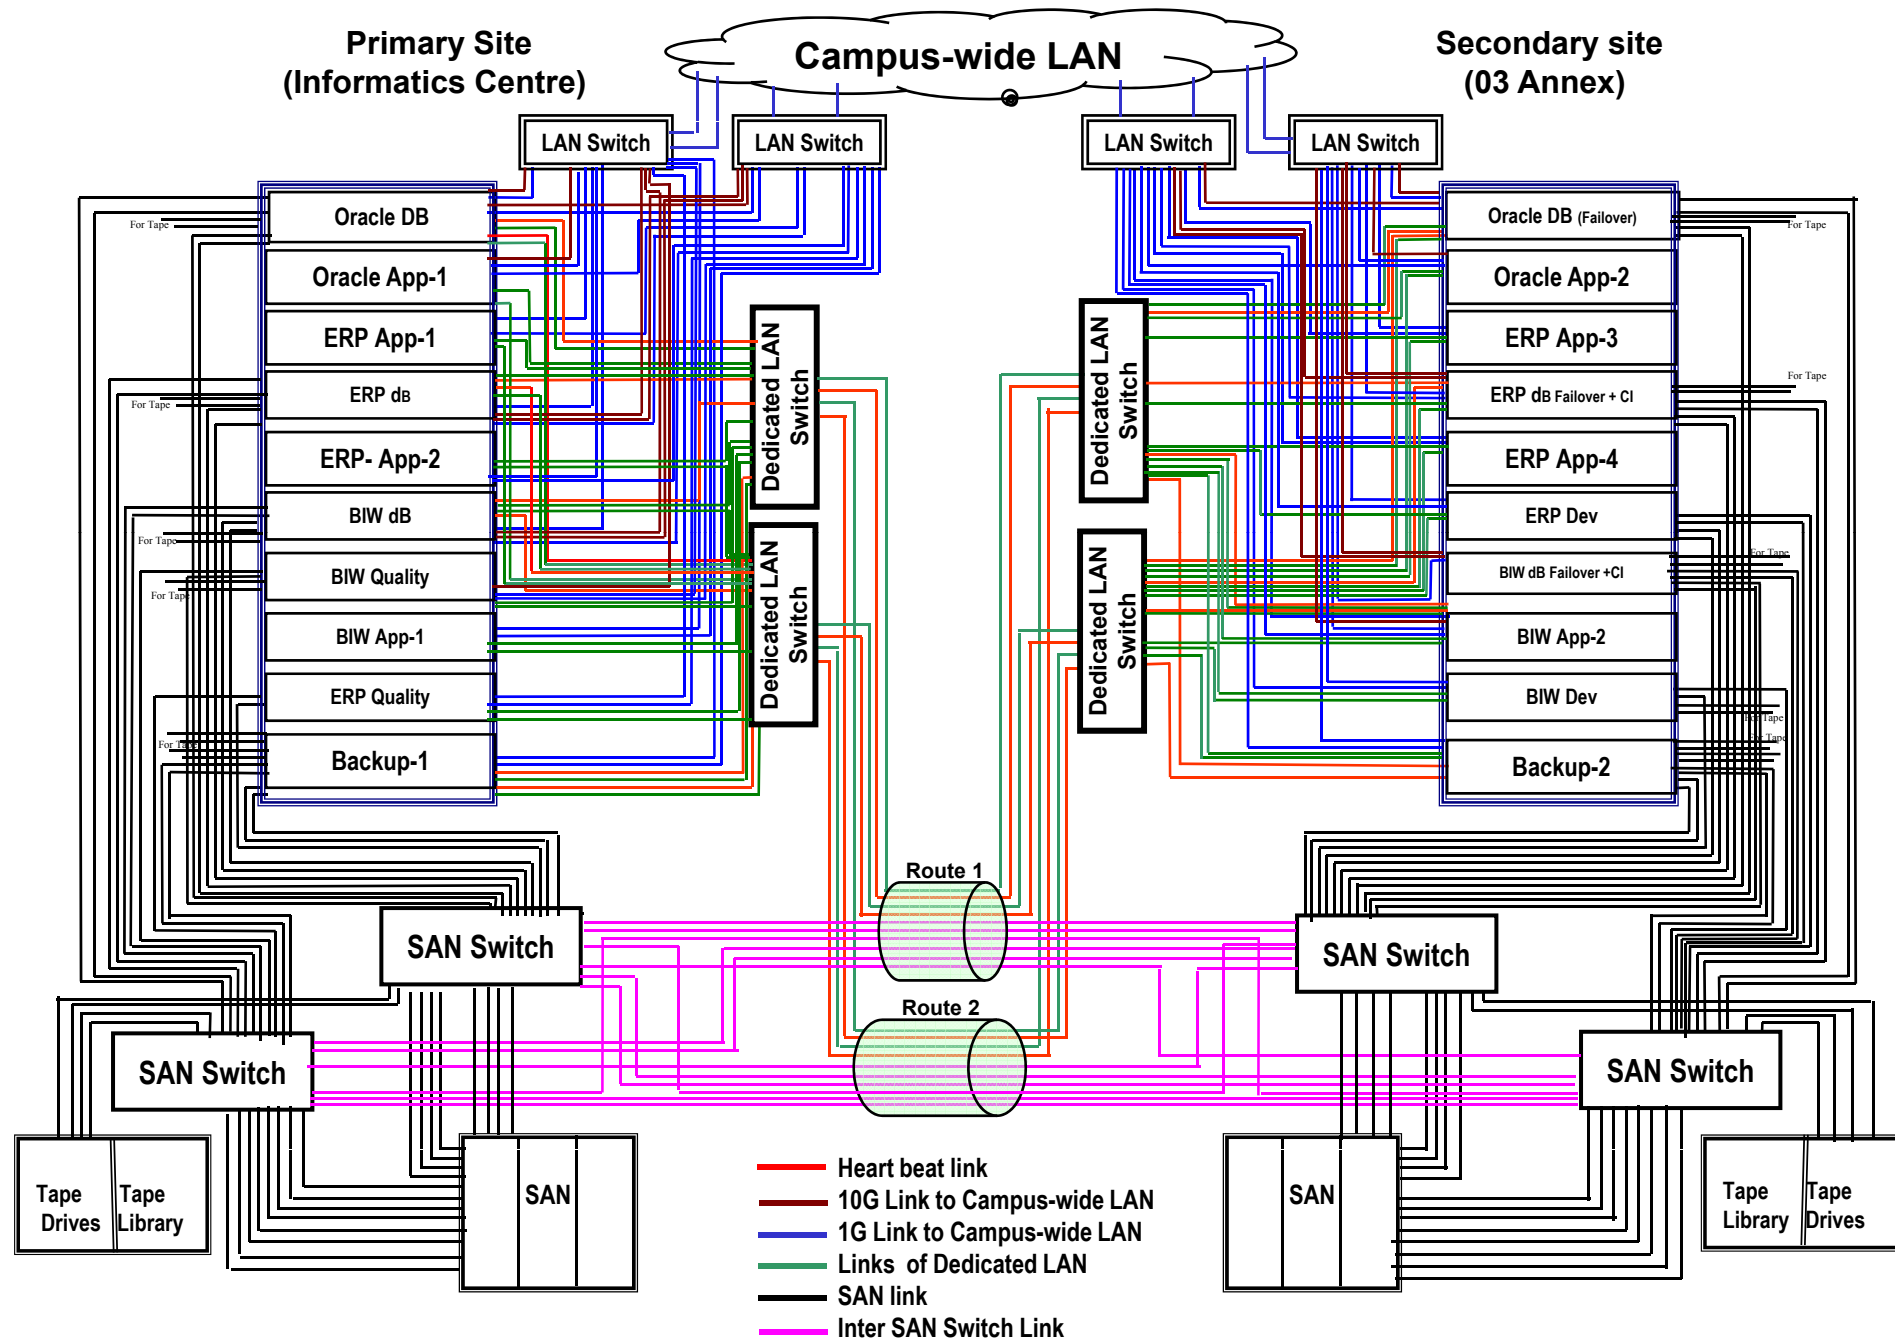 Primary Site
(Informatics Centre)
Campus-wide LAN
Secondary site
(03 Annex)
LAN Switch
LAN Switch
LAN Switch
LAN Switch
For Tape
Oracle DB
Oracle App-1
ERP App-1
For Tape
ERP dB
ERP- App-2
For Tape
BIW dB
For Tape
BIW Quality
BIW App-1
ERP Quality
For Tape
Backup-1
Dedicated LAN
Switch
Dedicated LAN
Switch
Dedicated LAN
Switch
Dedicated LAN
Switch
Oracle DB (Failover)
For Tape
Oracle App-2
ERP App-3
ERP dB Failover + CI
For Tape
ERP App-4
ERP Dev
BIW dB Failover +CI
For Tape
BIW App-2
BIW Dev
For Tape
For Tape
Backup-2
Route 1
Route 2
SAN Switch
SAN Switch
SAN Switch
SAN Switch
Tape
Drives
Tape
Library
SAN
SAN
Tape
Library
Tape
Drives
Heart beat link
10G Link to Campus-wide LAN
1G Link to Campus-wide LAN
Links of Dedicated LAN
SAN link
Inter SAN Switch Link